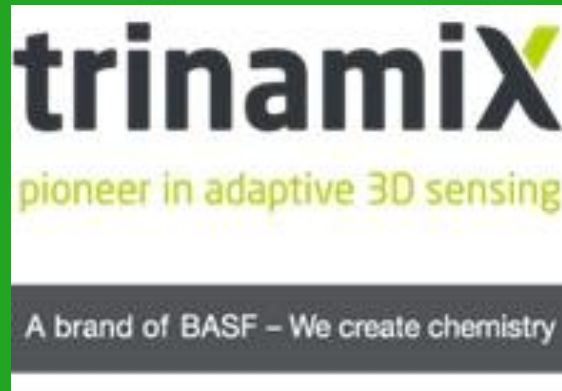 trinamiX
pioneer in adaptive 3D sensing
A brand of BASF – We create chemistry